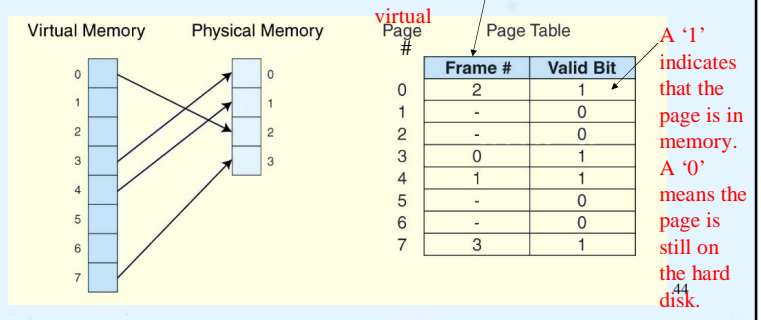 virtual
Virtual Memory Physical Memory Page Page Table
#
Frame # Valid Bit
0 2 1
1 - 0
2 - 0
3 0 1
4 1 1
5 - 0
6 - 0
7 3 1
0
1
2
3
4
5
6
7
0
1
2
3
A ‘1’
indicates
that the
page is in
memory.
A ‘0’
means the
page is
still on
the hard
disk.
44